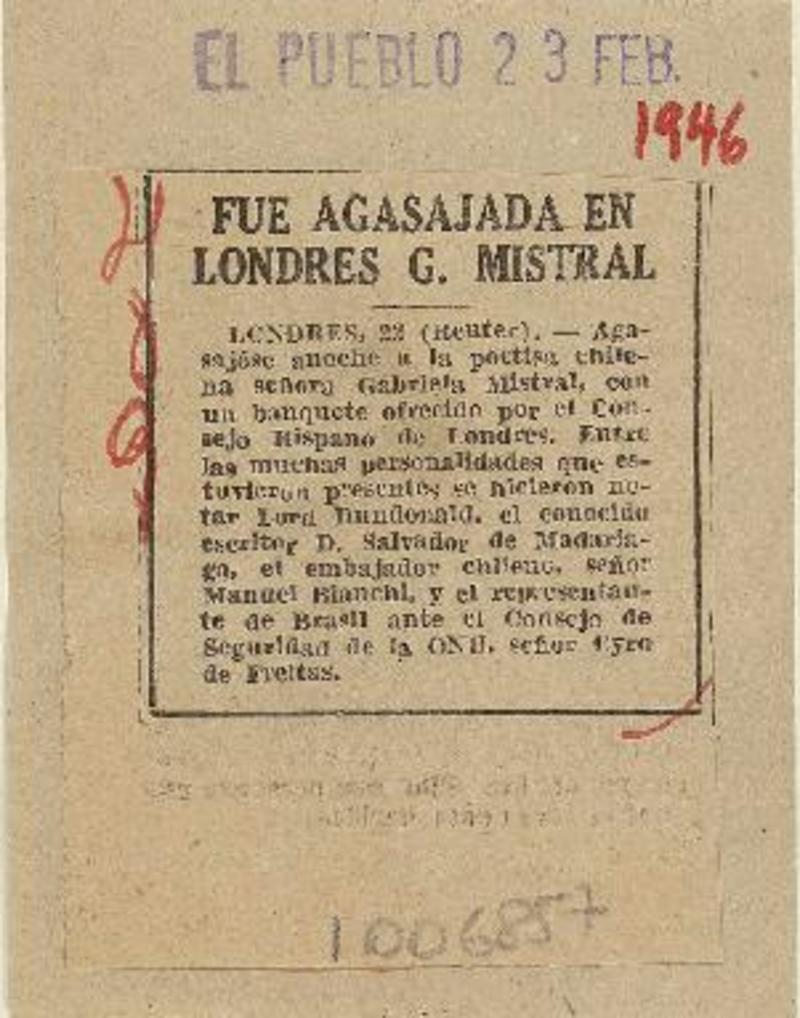 EL PUEBLO 23 FEB.
1946
FUE AGASAJADA EN
LONDRES G. MISTRAL
LONDRES, 22 (Reuter). — Aga-
sajóse anoche a la poetisa chile-
na señora Gabriela Mistral, con
un banquete ofrecido por el Con-
sejo Hispano de Londres. Entre
las muchas personalidades que es-
tuvieron presentes se hicieron no-
tar Lord Dundonald, el conocido
escritor D. Salvador de Madaria-
ga, el embajador chileno, señor
Manuel Bianchi, y el representan-
te de Brasil ante el Consejo de
Seguridad de la ONU, señor Cyro
de Freitas.
1006857